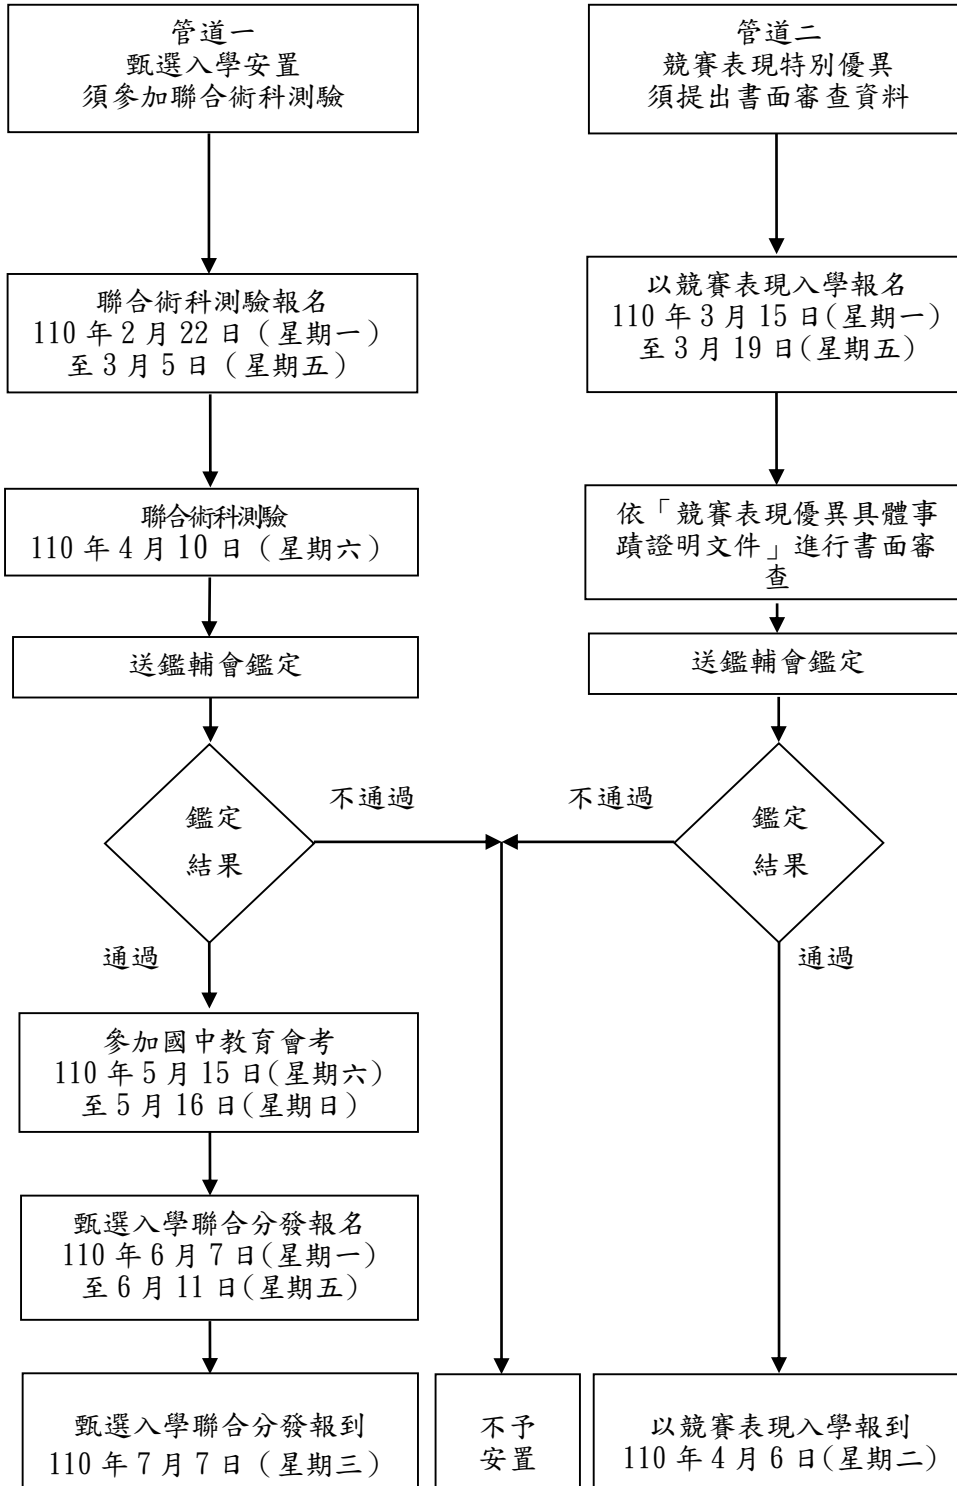 管道一
甄選入學安置
須參加聯合術科測驗
管道二
競賽表現特別優異
須提出書面審查資料
聯合術科測驗報名
110 年 2 月 22 日（星期一）
至 3 月 5 日（星期五）
以競賽表現入學報名
110 年 3 月 15 日(星期一)
至 3 月 19 日(星期五)
聯合術科測驗
110 年 4 月 10 日（星期六）
依「競賽表現優異具體事
蹟證明文件」進行書面審
查
送鑑輔會鑑定
送鑑輔會鑑定
鑑定
結果
不通過
不通過
鑑定
結果
通過
通過
參加國中教育會考
110 年 5 月 15 日(星期六)
至 5 月 16 日(星期日)
甄選入學聯合分發報名
110 年 6 月 7 日(星期一)
至 6 月 11 日(星期五)
甄選入學聯合分發報到
110 年 7 月 7 日（星期三）
不予
安置
以競賽表現入學報到
110 年 4 月 6 日(星期二)